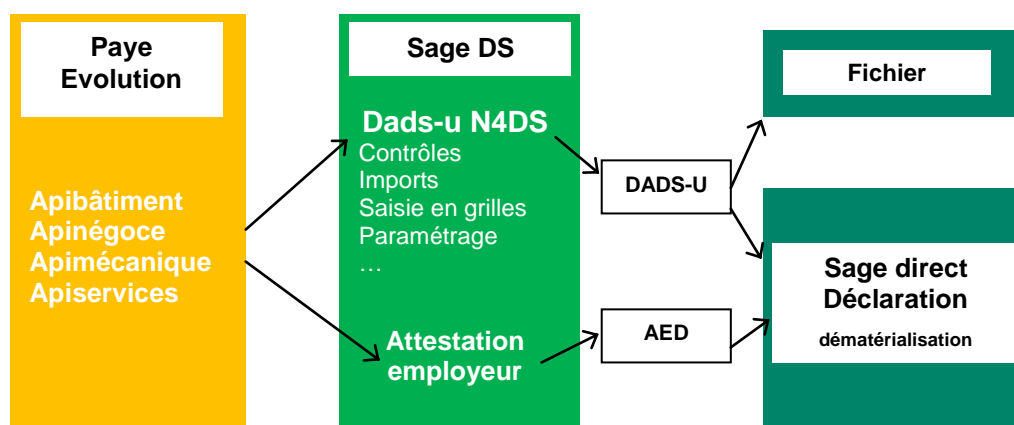 Paye
Evolution
Apibâtiment
Apinégoce
Apimécanique
Apiservices
Sage DS
Dads-u N4DS
Contrôles
Imports
Saisie en grilles
Paramétrage
…
Attestation
employeur
DADS-U
AED
Fichier
Sage direct
Déclaration
dématérialisation